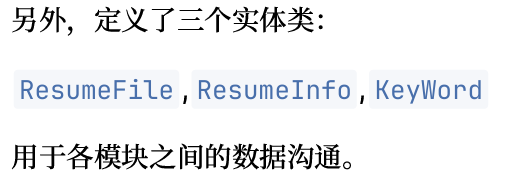 另外，定义了三个实体类：
ResumeFile,ResumeInfo,KeyWord
用于各模块之间的数据沟通。